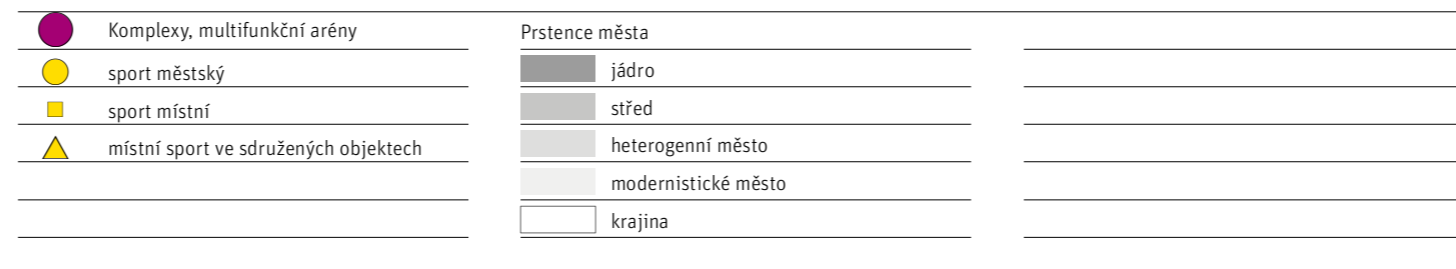 Komplexy, multifunkční arény
sport městský
sport místní
místní sport ve sdružených objektech
Prstence města
jádro
střed
heterogenní město
modernistické město
krajina